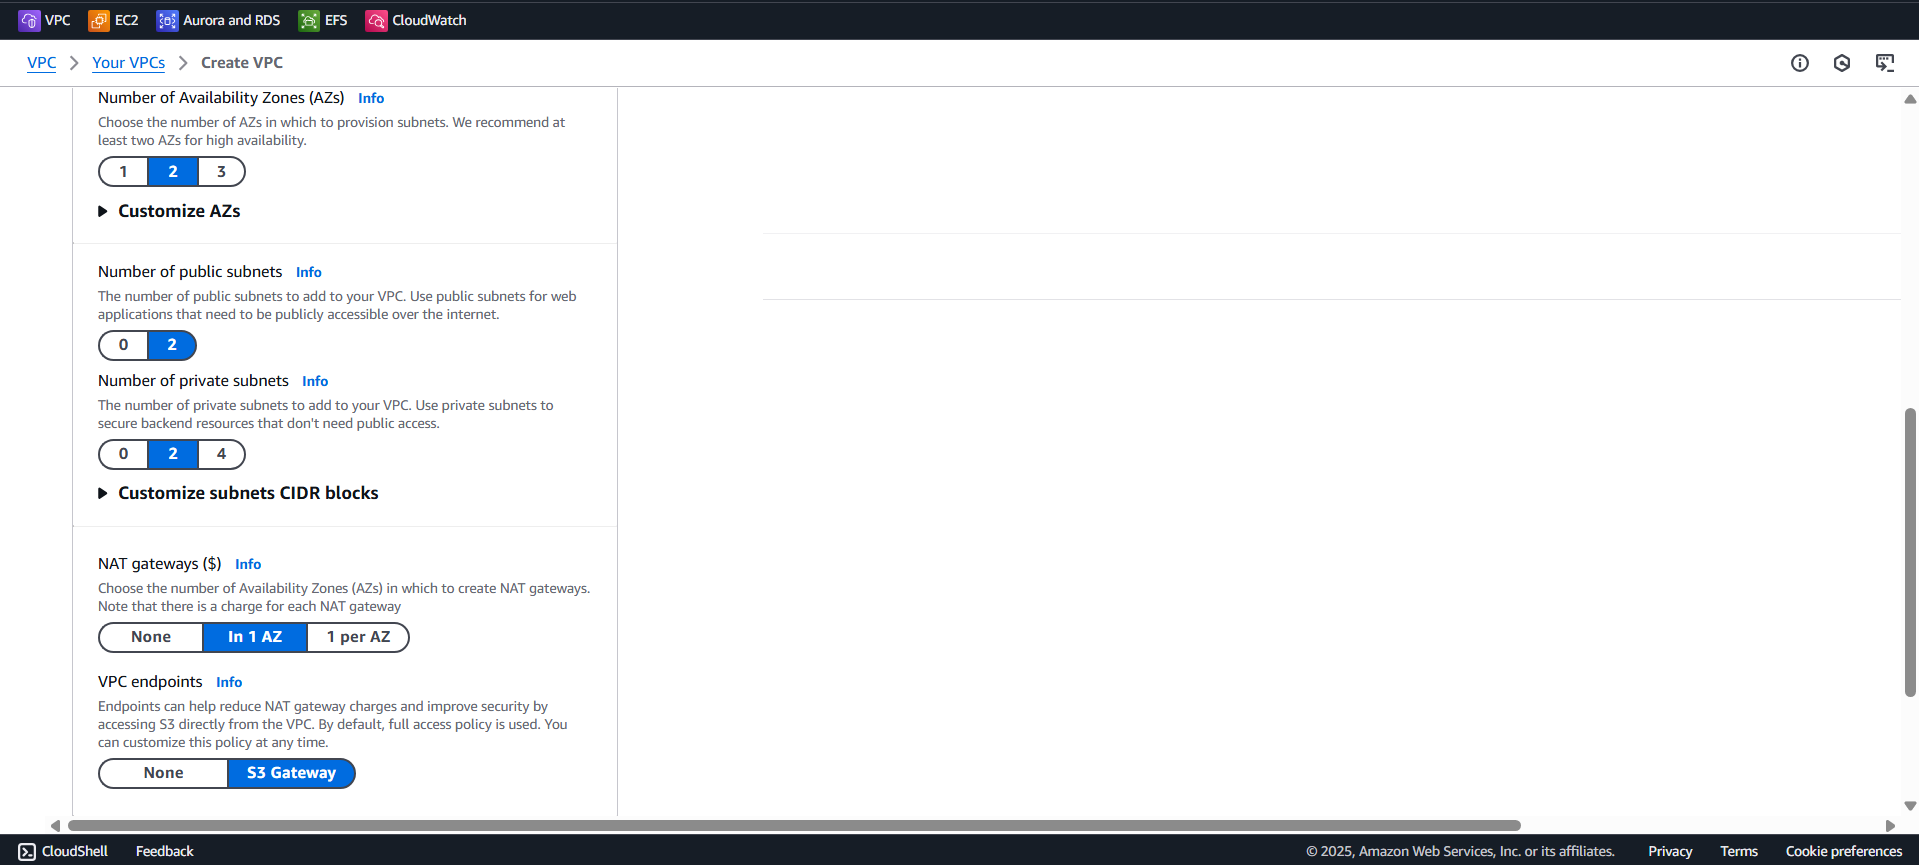 VPC EC2 Aurora and RDS EFS CloudWatch
VPC Your VPCs Create VPC
Number of Availability Zones (AZs) Info
Choose the number of AZs in which to provision subnets. We recommend at
least two AZs for high availability.
1 2 3
Customize AZs
Number of public subnets Info
The number of public subnets to add to your VPC. Use public subnets for web
applications that need to be publicly accessible over the internet.
0 2
Number of private subnets Info
The number of private subnets to add to your VPC. Use private subnets to
secure backend resources that don't need public access.
0 2 4
Customize subnets CIDR blocks
NAT gateways ($) Info
Choose the number of Availability Zones (AZs) in which to create NAT gateways.
Note that there is a charge for each NAT gateway
None In 1 AZ 1 per AZ
VPC endpoints Info
Endpoints can help reduce NAT gateway charges and improve security by
accessing S3 directly from the VPC. By default, full access policy is used. You
can customize this policy at any time.
None S3 Gateway
CloudShell Feedback © 2025, Amazon Web Services, Inc. or its affiliates. Privacy Terms Cookie preferences